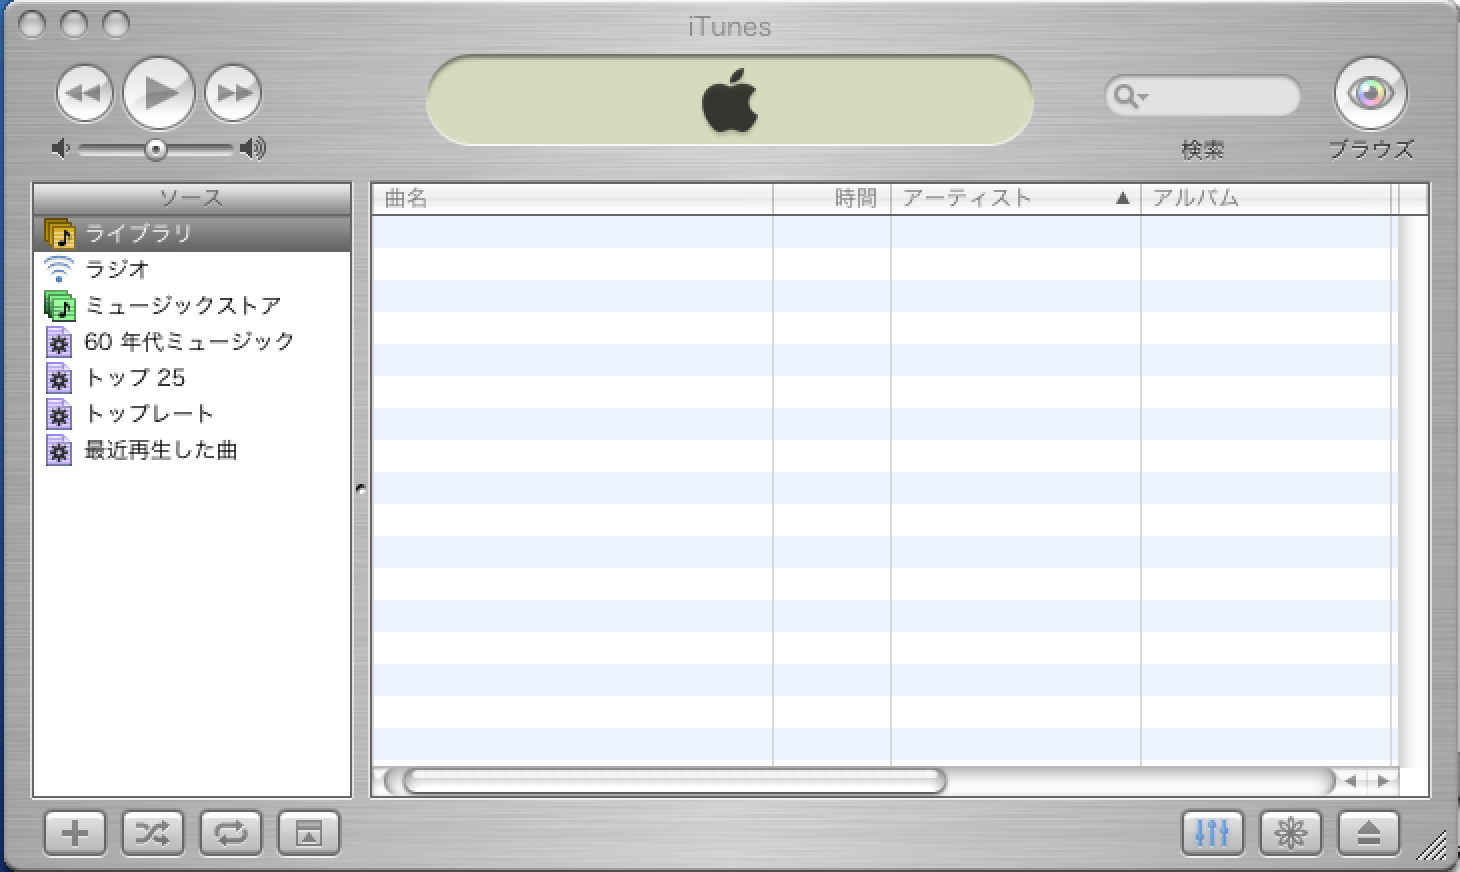 iTunes
検索
ブラウズ
ソース
ライブラリ
ラジオ
ミュージックストア
60 年代ミュージック
トップ 25
トップレート
最近再生した曲
曲名 時間 アーティスト アルバム